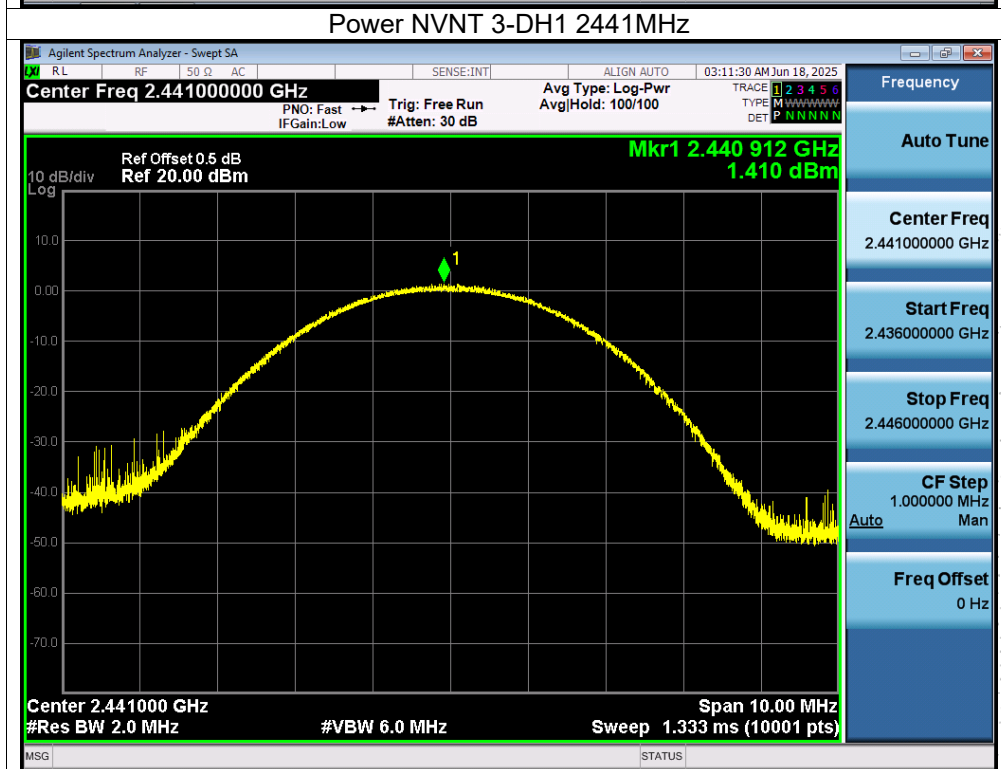 Power NVNT 3-DH1 2441MHz
Agilent Spectrum Analyzer - Swept SA
LXI RL RF 50 Ω AC SENSE:INT ALIGN AUTO 03:11:30 AM Jun 18, 2025
Center Freq 2.441000000 GHz
PNO: Fast
IFGain:Low
Trig: Free Run
#Atten: 30 dB
Avg Type: Log-Pwr
Avg|Hold: 100/100
TRACE 1 2 3 4 5 6
TYPE M WWWWW
DET P N N N N N
Mkr1 2.440 912 GHz
1.410 dBm
Ref Offset 0.5 dB
10 dB/div Ref 20.00 dBm
Log
10.0
1
0.00
-10.0
-20.0
-30.0
-40.0
-50.0
-60.0
-70.0
Center 2.441000 GHz Span 10.00 MHz
#Res BW 2.0 MHz #VBW 6.0 MHz Sweep 1.333 ms (10001 pts)
MSG STATUS
Frequency
Auto Tune
Center Freq
2.441000000 GHz
Start Freq
2.436000000 GHz
Stop Freq
2.446000000 GHz
CF Step
1.000000 MHz
Auto Man
Freq Offset
0 Hz